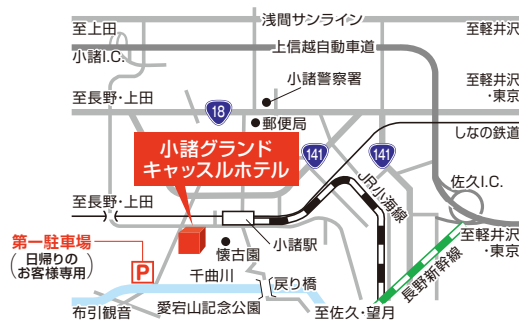 浅間サンライン
至上田
至軽井沢
小諸I.C.
上信越自動車道
小諸警察署
至軽井沢
・東京
至長野・上田
18
郵便局
しなの鉄道
小諸グランド
キャッスルホテル
141
141
JR小海線
佐久I.C.
至長野・上田
第一駐車場
(日帰りの
お客様専用)
P
懐古園
小諸駅
至軽井沢
・東京
長野新幹線
千曲川
戻り橋
愛宕山記念公園
布引観音
至佐久・望月